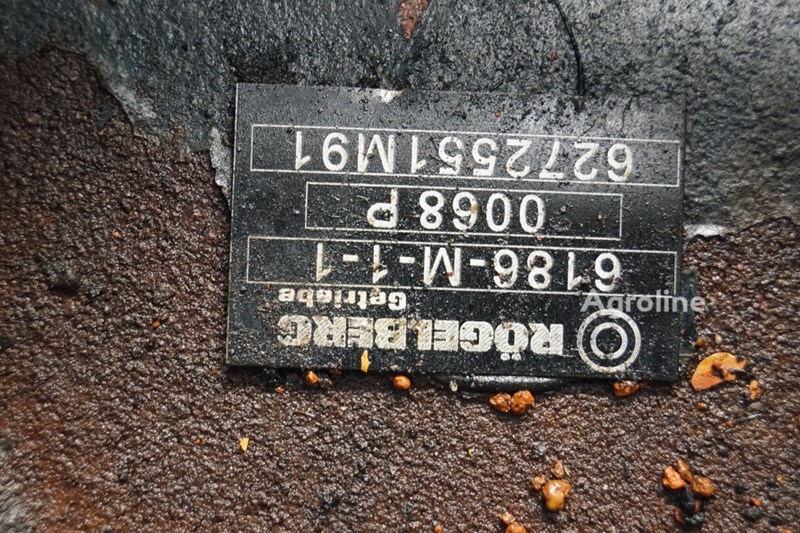 RÖGELBERG
Getriebe
6186-M-1-1
0068 P
6272551M91
Agroline